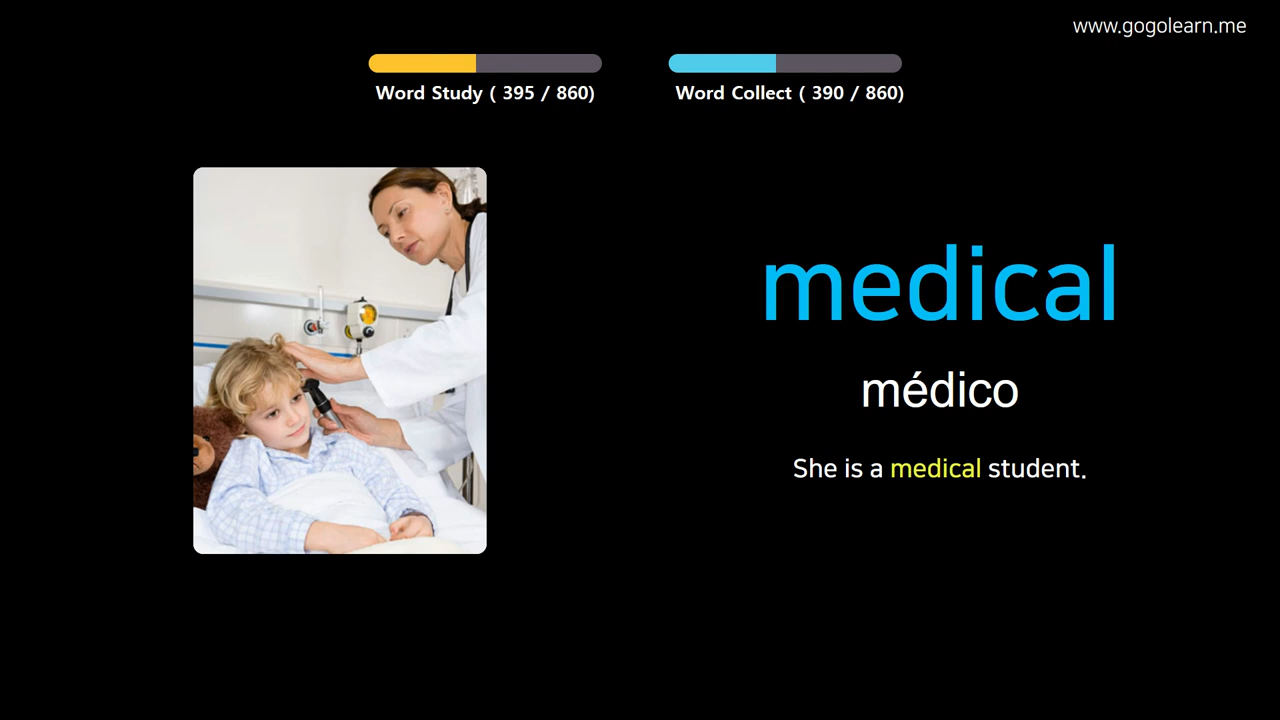 www.gogolearn.me
Word Study ( 395 / 860)
Word Collect ( 390 / 860)
medical
médico
She is a medical student.